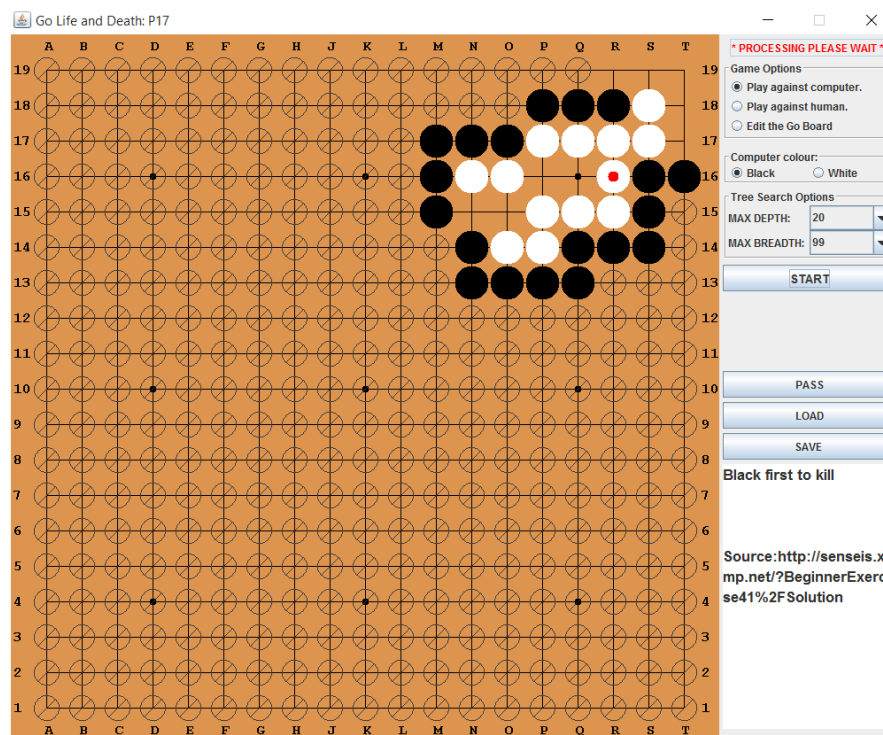 Go Life and Death: P17
A B C D E F G H J K L M N O P Q R S T
* PROCESSING PLEASE WAIT *
19 19
Game Options
Play against computer.
18 18
Play against human.
Edit the Go Board
17 17
Computer colour:
16 16
Black White
Tree Search Options
15 15
MAX DEPTH: 20
14 14
MAX BREADTH: 99
13 13
START
12 12
11 11
10 10
PASS
9 9
LOAD
8 8
SAVE
7 7
Black first to kill
6 6
5 5
Source:http://senseis.x
mp.net/?BeginnerExerc
4 4
se41%2FSolution
3 3
2 2
1 1
A B C D E F G H J K L M N O P Q R S T